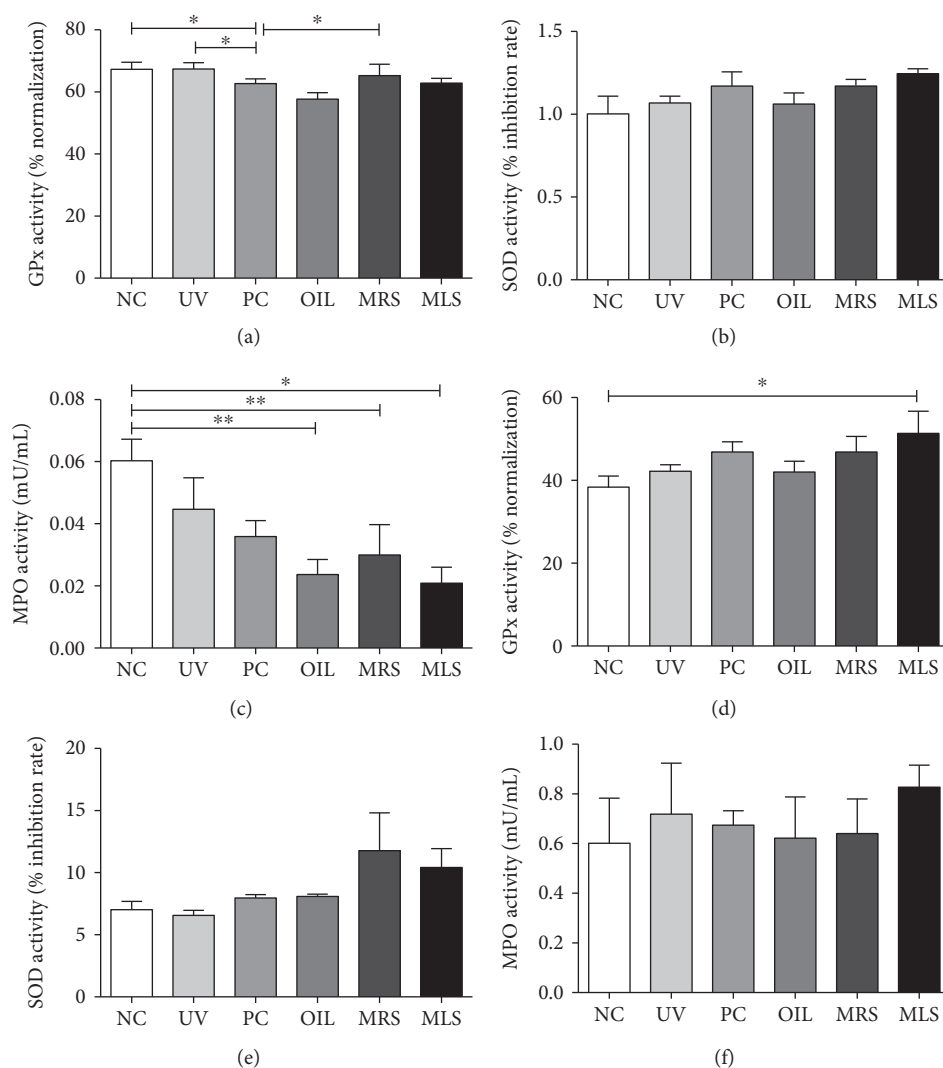 * *
*
80
60
40
20
0
GPx activity (% normalization)
NC UV PC OIL MRS MLS
(a)
1.5
1.0
0.5
0.0
SOD activity (% inhibition rate)
NC UV PC OIL MRS MLS
(b)
*
**
**
0.08
0.06
0.04
0.02
0.00
MPO activity (mU/mL)
NC UV PC OIL MRS MLS
(c)
*
60
40
20
0
GPx activity (% normalization)
NC UV PC OIL MRS MLS
(d)
20
15
10
5
0
SOD activity (% inhibition rate)
NC UV PC OIL MRS MLS
(e)
1.0
0.8
0.6
0.4
0.2
0.0
MPO activity (mU/mL)
NC UV PC OIL MRS MLS
(f)